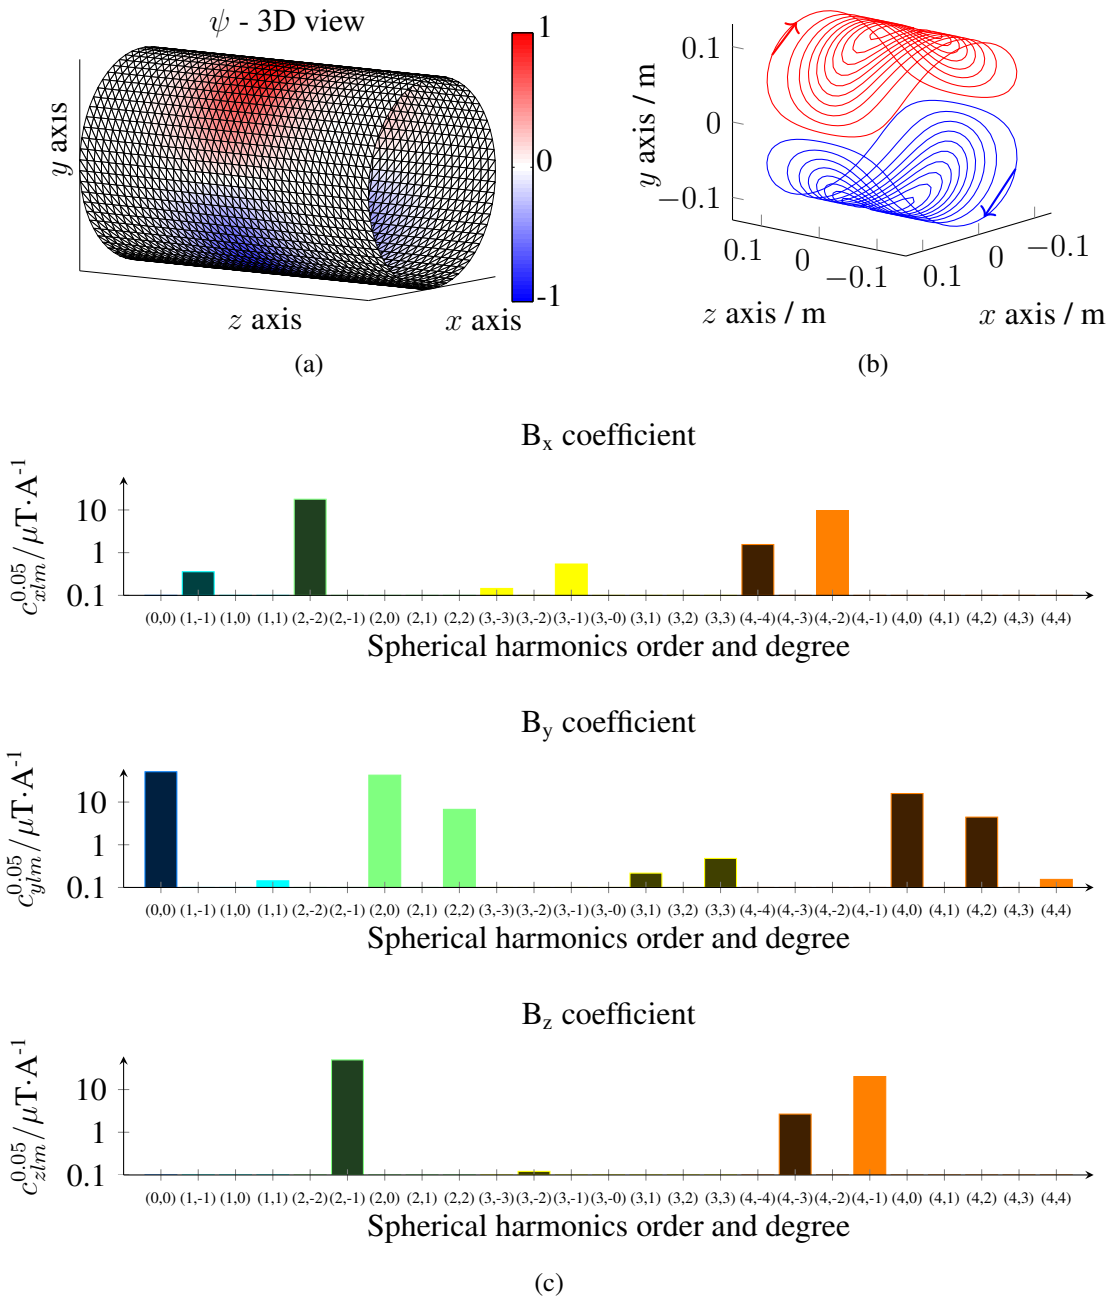 ψ - 3D view
1
0
-1
y axis
z axis
x axis
(a)
0.1
0
−0.1
y axis / m
0.1
0
−0.1
0.1
0
−0.1
z axis / m
x axis / m
(b)
B_x coefficient
c_{xlm}^{0.05}/μT·A^{-1}
10
1
0.1
(0,0) (1,-1) (1,0) (1,1) (2,-2) (2,-1) (2,0) (2,1) (2,2) (3,-3) (3,-2) (3,-1) (3,-0) (3,1) (3,2) (3,3) (4,-4) (4,-3) (4,-2) (4,-1) (4,0) (4,1) (4,2) (4,3) (4,4)
Spherical harmonics order and degree
B_y coefficient
c_{ylm}^{0.05}/μT·A^{-1}
10
1
0.1
(0,0) (1,-1) (1,0) (1,1) (2,-2) (2,-1) (2,0) (2,1) (2,2) (3,-3) (3,-2) (3,-1) (3,-0) (3,1) (3,2) (3,3) (4,-4) (4,-3) (4,-2) (4,-1) (4,0) (4,1) (4,2) (4,3) (4,4)
Spherical harmonics order and degree
B_z coefficient
c_{zlm}^{0.05}/μT·A^{-1}
10
1
0.1
(0,0) (1,-1) (1,0) (1,1) (2,-2) (2,-1) (2,0) (2,1) (2,2) (3,-3) (3,-2) (3,-1) (3,-0) (3,1) (3,2) (3,3) (4,-4) (4,-3) (4,-2) (4,-1) (4,0) (4,1) (4,2) (4,3) (4,4)
Spherical harmonics order and degree
(c)